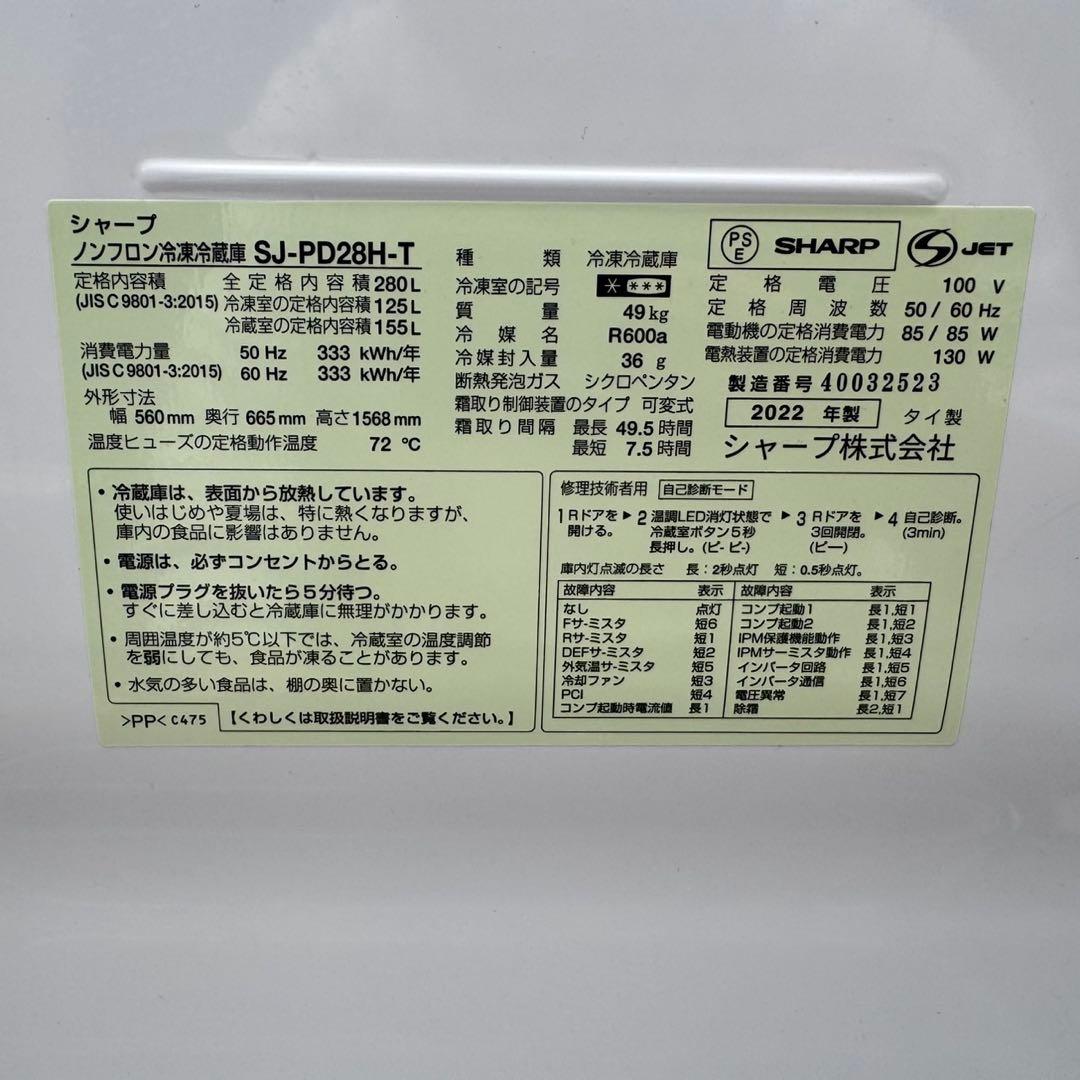 シャープ
ノンフロン冷凍冷蔵庫 SJ-PD28H-T
定格内容積 全定格内容積 280 L
(JIS C 9801-3:2015) 冷凍室の定格内容積 125 L
冷蔵室の定格内容積 155 L
消費電力量 50 Hz 333 kWh/年
(JIS C 9801-3:2015) 60 Hz 333 kWh/年
外形寸法
幅 560 mm 奥行 665 mm 高さ 1568 mm
温度ヒューズの定格動作温度 72 ℃
種類 冷凍冷蔵庫
冷凍室の記号 * ***
質量 49 kg
冷媒名 R600a
冷媒封入量 36 g
断熱発泡ガス シクロペンタン
霜取り制御装置のタイプ 可変式
霜取り間隔 最長 49.5 時間
最短 7.5 時間
PSE SHARP S JET
定格電圧 100 V
定格周波数 50 / 60 Hz
電動機の定格消費電力 85 / 85 W
電熱装置の定格消費電力 130 W
製造番号 40032523
2022 年製 タイ製
シャープ株式会社
・冷蔵庫は、表面から放熱しています。
使いはじめや夏場は、特に熱くなりますが、
庫内の食品に影響はありません。
・電源は、必ずコンセントからとる。
・電源プラグを抜いたら5分待つ。
すぐに差し込むと冷蔵庫に無理がかかります。
・周囲温度が約5℃以下では、冷蔵室の温度調節
を弱にしても、食品が凍ることがあります。
・水気の多い食品は、棚の奥に置かない。
>PP< C475 【くわしくは取扱説明書をご覧ください。】
修理技術者用 自己診断モード
1 Rドアを ▶ 2 温調LED消灯状態で ▶ 3 Rドアを ▶ 4 自己診断。
開ける。 冷蔵室ボタン5秒 3回開閉。 (3min)
長押し。(ピ- ピ-) (ピー)
庫内灯点滅の長さ 長:2秒点灯 短:0.5秒点灯。
故障内容 表示 故障内容 表示
なし 点灯 コンプ起動1 長1,短1
Fサ-ミスタ 短6 コンプ起動2 長1,短2
Rサ-ミスタ 短1 IPM保護機能動作 長1,短3
DEFサ-ミスタ 短2 IPMサーミスタ動作 長1,短4
外気温サ-ミスタ 短5 インバータ回路 長1,短5
冷却ファン 短3 インバータ通信 長1,短6
PCI 短4 電圧異常 長1,短7
コンプ起動時電流値 長1 除霜 長2,短1